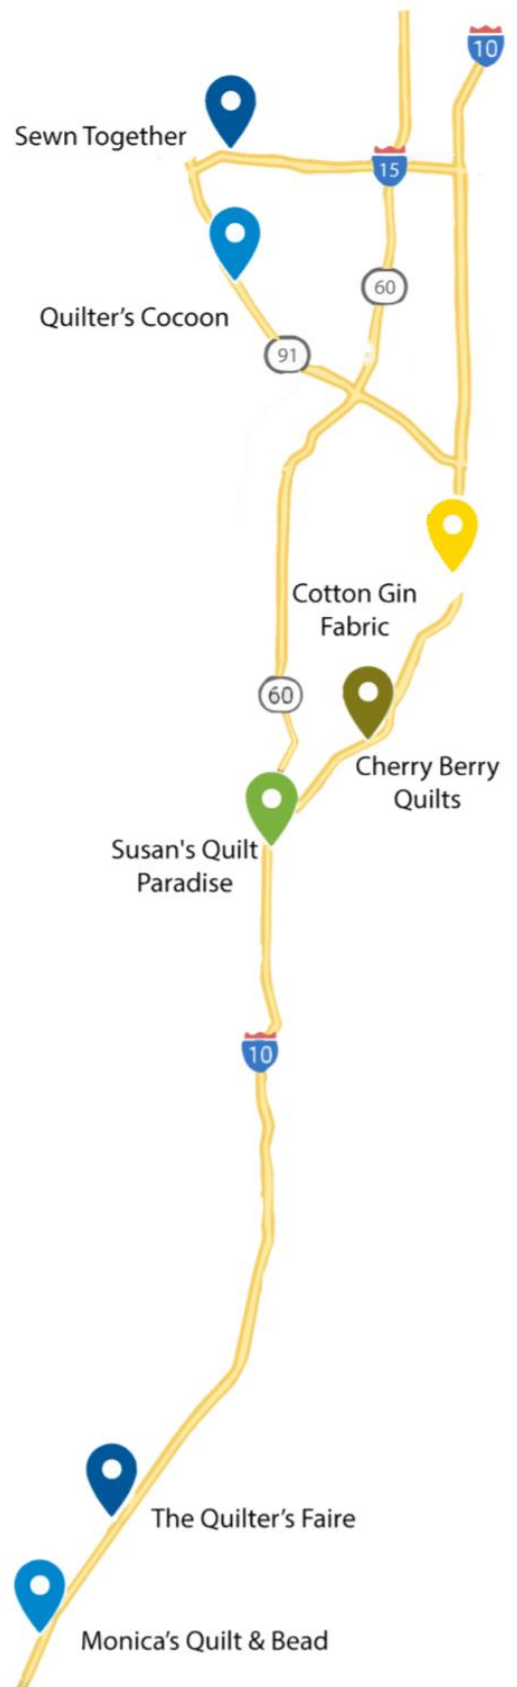 10
Sewn Together
15
60
Quilter's Cocoon
91
Cotton Gin
Fabric
60
Cherry Berry
Quilts
Susan's Quilt
Paradise
10
The Quilter's Faire
Monica's Quilt & Bead